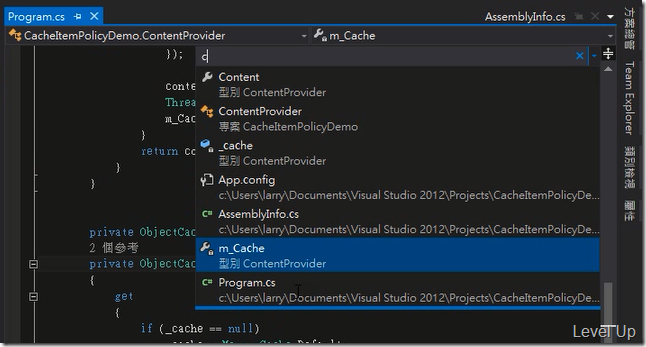 Program.cs
AssemblyInfo.cs
CacheItemPolicyDemo.ContentProvider
m_Cache
});
c
Content
型別 ContentProvider
ContentProvider
專案 CacheItemPolicyDemo
_cache
型別 ContentProvider
App.config
c:\Users\larry\Documents\Visual Studio 2012\Projects\CacheItemPolicyDe...
AssemblyInfo.cs
c:\Users\larry\Documents\Visual Studio 2012\Projects\CacheItemPolicyDe...
m_Cache
型別 ContentProvider
Program.cs
c:\Users\larry\Documents\Visual Studio 2012\Projects\CacheItemPolicyDe...
Conte
Threa
m_Cac
}
return co
}
}
private ObjectCac
2 個參考
private ObjectCac
{
get
{
if (_cache == null)
方案總管
Team Explorer
類別檢視
屬性
Level Up